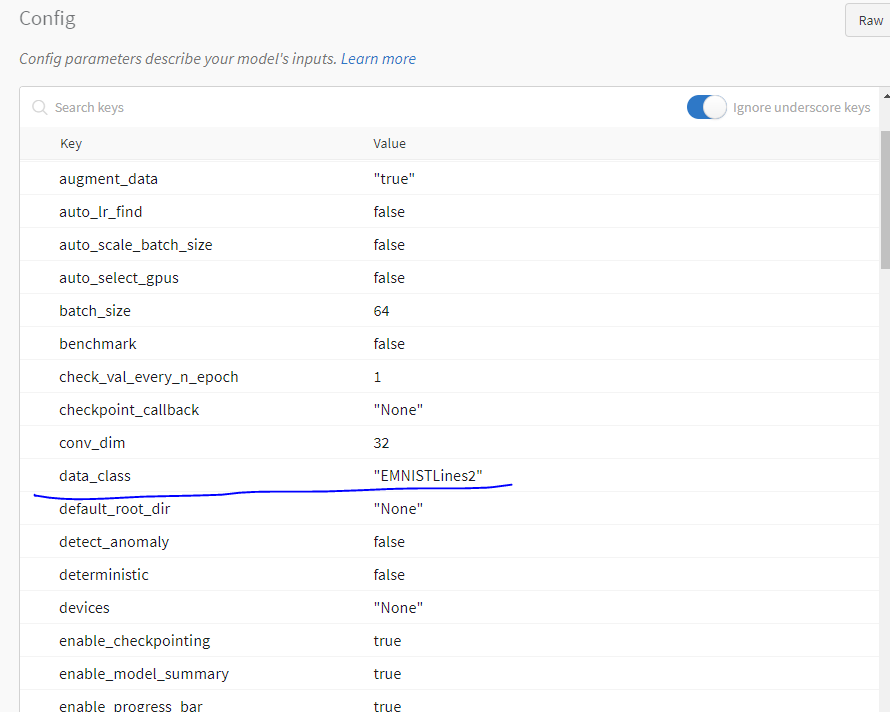 Config
Raw
Config parameters describe your model's inputs. Learn more
Search keys
Ignore underscore keys
Key Value
augment_data "true"
auto_lr_find false
auto_scale_batch_size false
auto_select_gpus false
batch_size 64
benchmark false
check_val_every_n_epoch 1
checkpoint_callback "None"
conv_dim 32
data_class "EMNISTLines2"
default_root_dir "None"
detect_anomaly false
deterministic false
devices "None"
enable_checkpointing true
enable_model_summary true
enable_progress_bar true